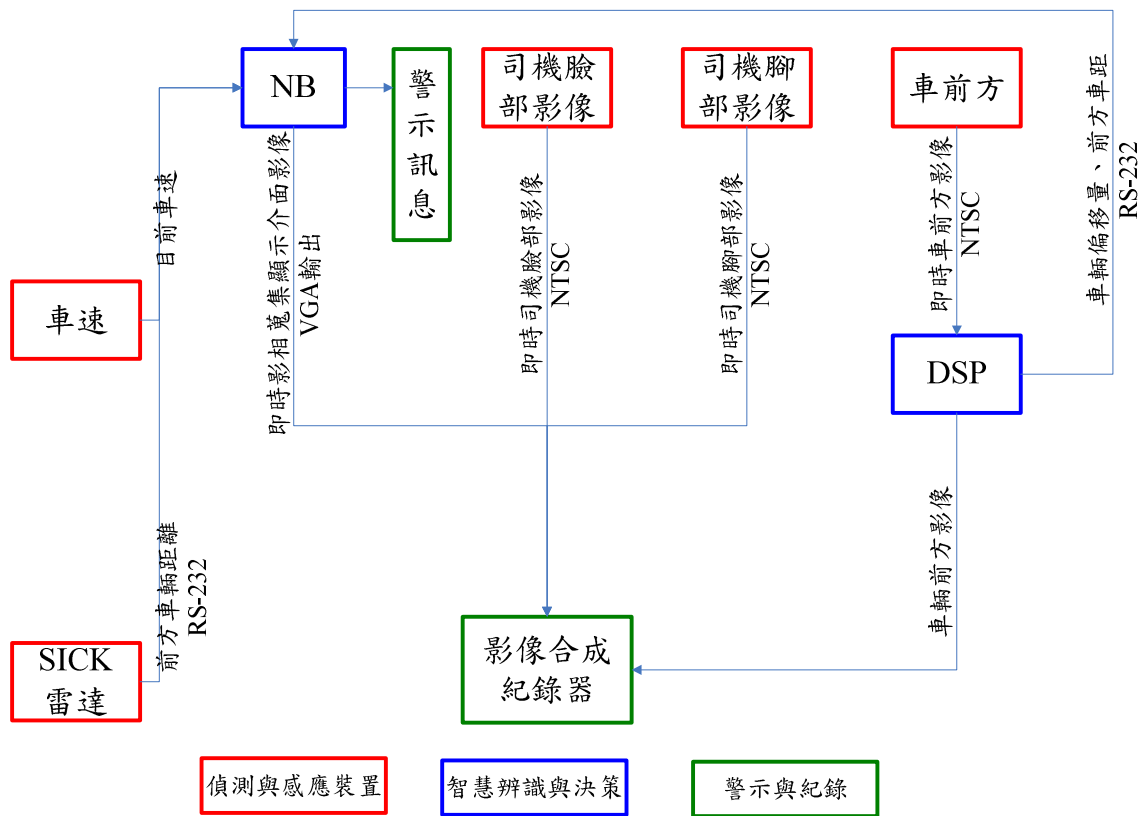 NB
警
示
訊
息
司機臉
部影像
司機腳
部影像
車前方
目前車速
即時影相蒐集顯示介面影像
VGA輸出
即時司機臉部影像
NTSC
即時司機腳部影像
NTSC
即時車前方影像
NTSC
車輛偏移量、前方車距
RS-232
車速
DSP
前方車輛距離
RS-232
車輛前方影像
SICK
雷達
影像合成
紀錄器
偵測與感應裝置
智慧辨識與決策
警示與紀錄